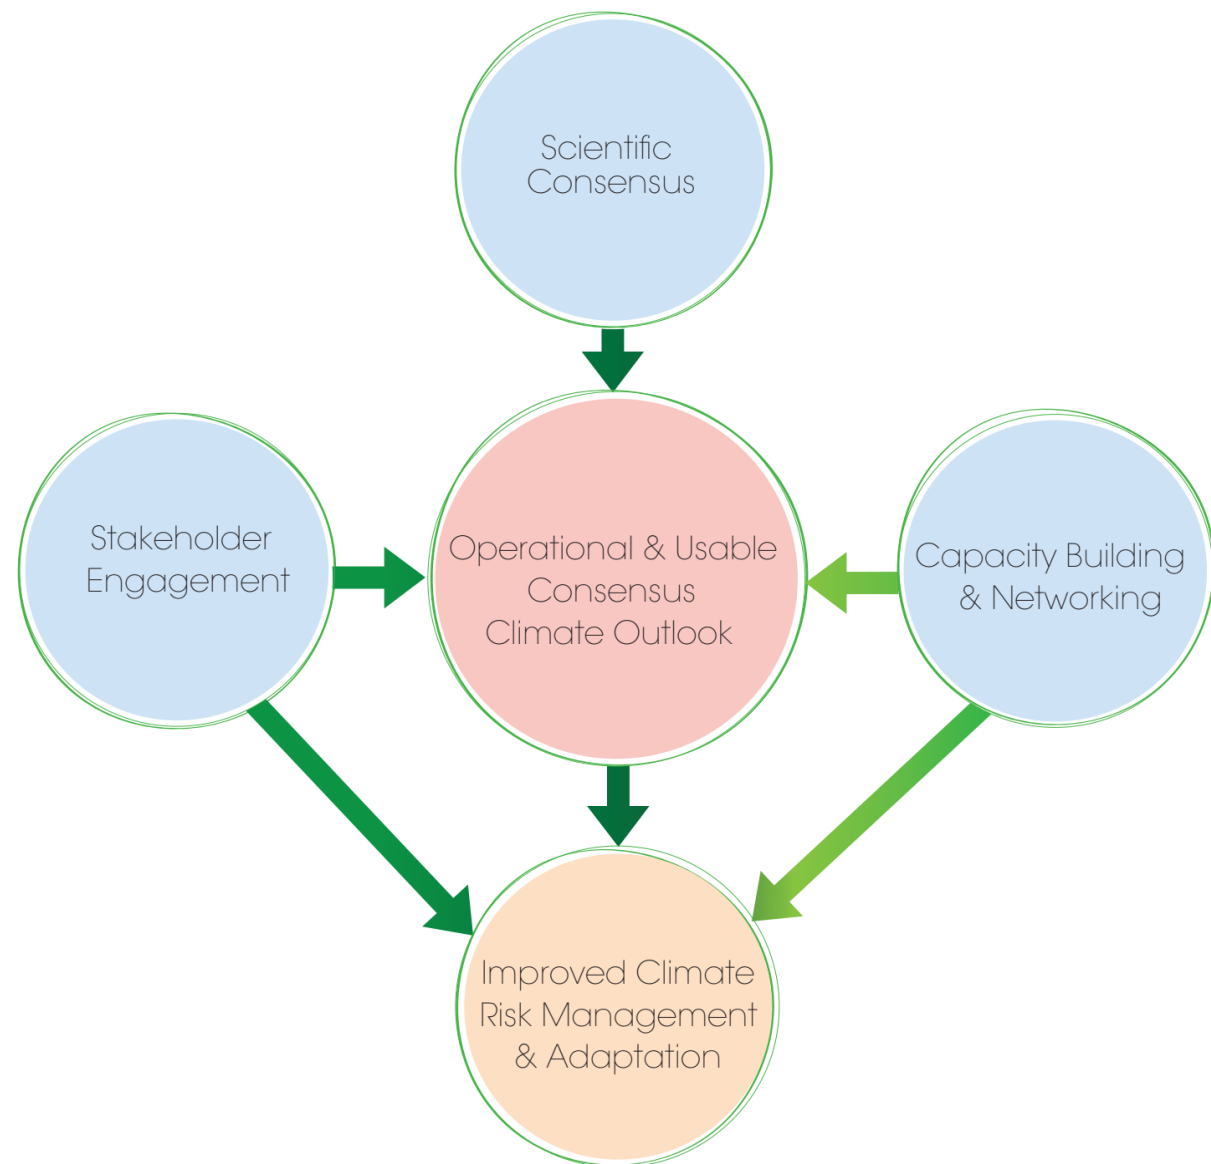 Scientific
Consensus
Stakeholder
Engagement
Operational & Usable
Consensus
Climate Outlook
Capacity Building
& Networking
Improved Climate
Risk Management
& Adaptation